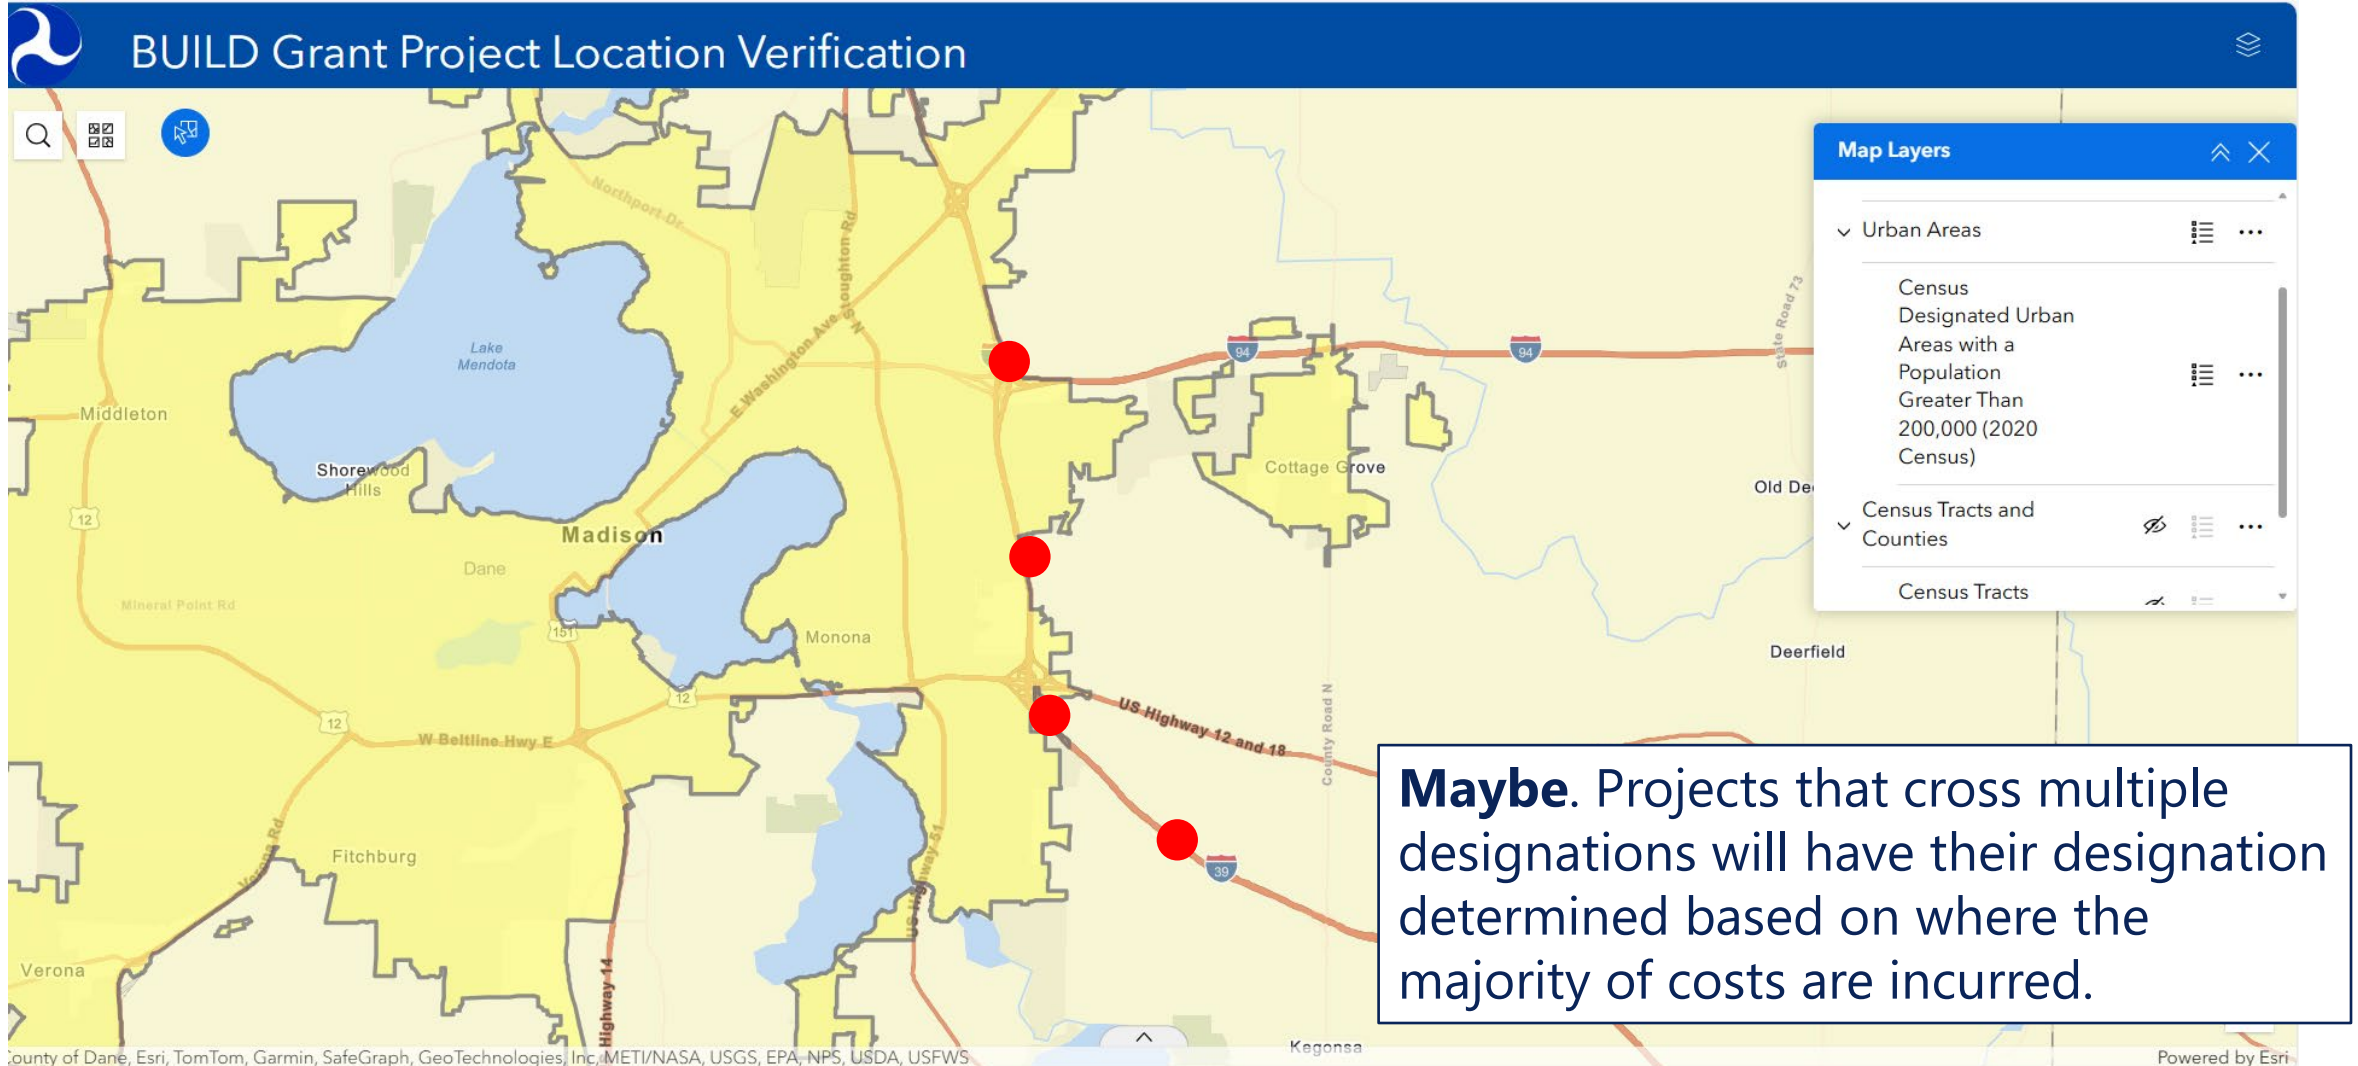 BUILD Grant Project Location Verification
Map Layers
Urban Areas
Census
Designated Urban
Areas with a
Population
Greater Than
200,000 (2020
Census)
Census Tracts and
Counties
Census Tracts
Northport Dr
N Stoughton Rd
E Washington Ave
State Road 73
94
94
Lake
Mendota
Middleton
Shorewood
Hills
Cottage Grove
Old De
12
Madison
Dane
Mineral Point Rd
151
Monona
Deerfield
12
12
US Highway 12 and 18
County Road N
W Beltline Hwy E
39
US Highway 51
Verona Rd
Fitchburg
Verona
Highway 14
Kegonsa
Maybe. Projects that cross multiple
designations will have their designation
determined based on where the
majority of costs are incurred.
County of Dane, Esri, TomTom, Garmin, SafeGraph, GeoTechnologies, Inc, METI/NASA, USGS, EPA, NPS, USDA, USFWS
Powered by Esri